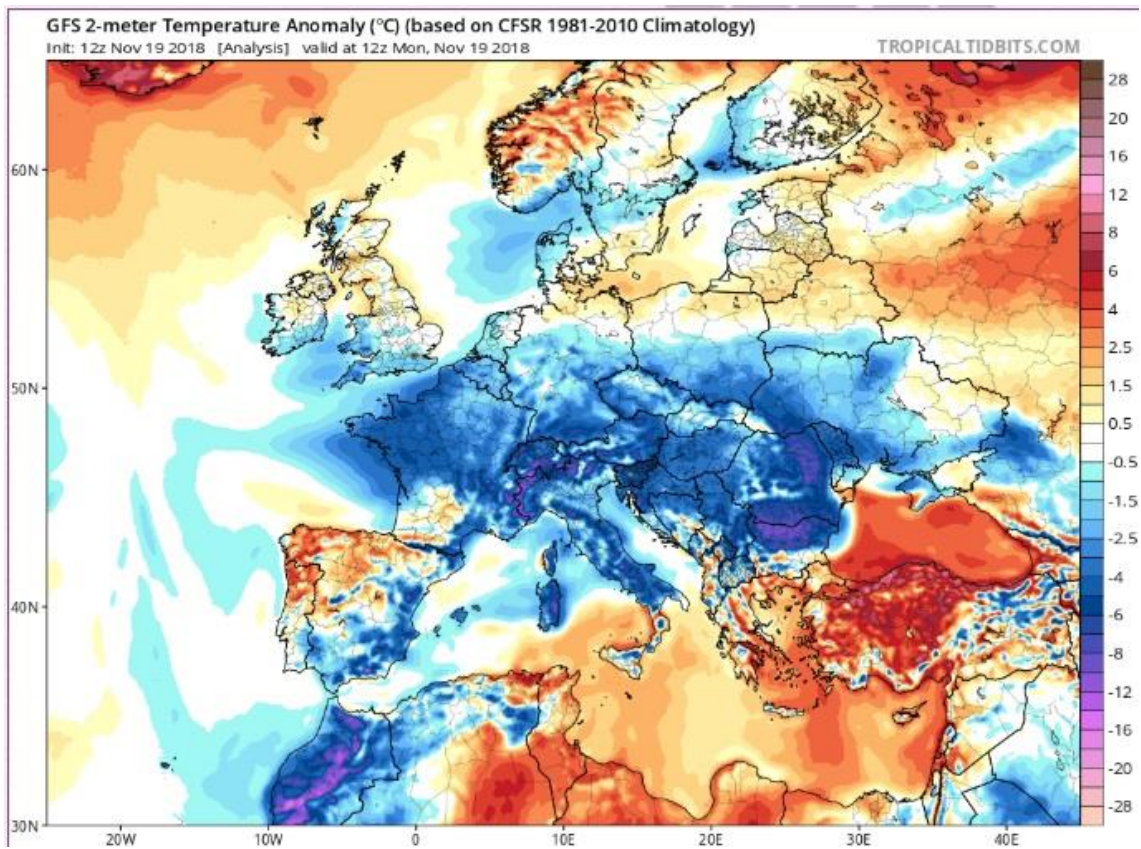 GFS 2-meter Temperature Anomaly (°C) (based on CFSR 1981-2010 Climatology)
Init: 12z Nov 19 2018 [Analysis] valid at 12z Mon, Nov 19 2018
TROPICALTIDBITS.COM
28
20
16
12
8
6
4
2.5
1.5
0.5
-0.5
-1.5
-2.5
-4
-6
-8
-12
-16
-20
-28
60N
50N
40N
30N
20W
10W
0
10E
20E
30E
40E